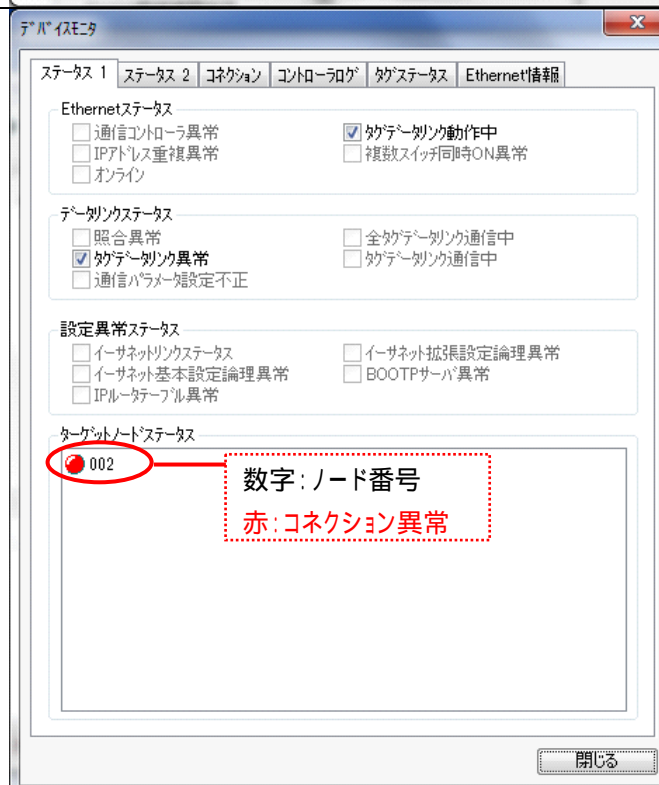 デバイスモニタ
ステータス 1 ステータス 2 コネクション コントローラログ タグステータス Ethernet情報
Ethernetステータス
通信コントローラ異常 タグデータリンク動作中
IPアドレス重複異常 複数スイッチ同時ON異常
オンライン
データリンクステータス
照合異常 全タグデータリンク通信中
タグデータリンク異常 タグデータリンク通信中
通信パラメータ設定不正
設定異常ステータス
イーサネットリンクステータス イーサネット拡張設定論理異常
イーサネット基本設定論理異常 BOOTPサーバ異常
IPルータテーブル異常
ターゲットノードステータス
002
数字:ノード番号
赤:コネクション異常
閉じる